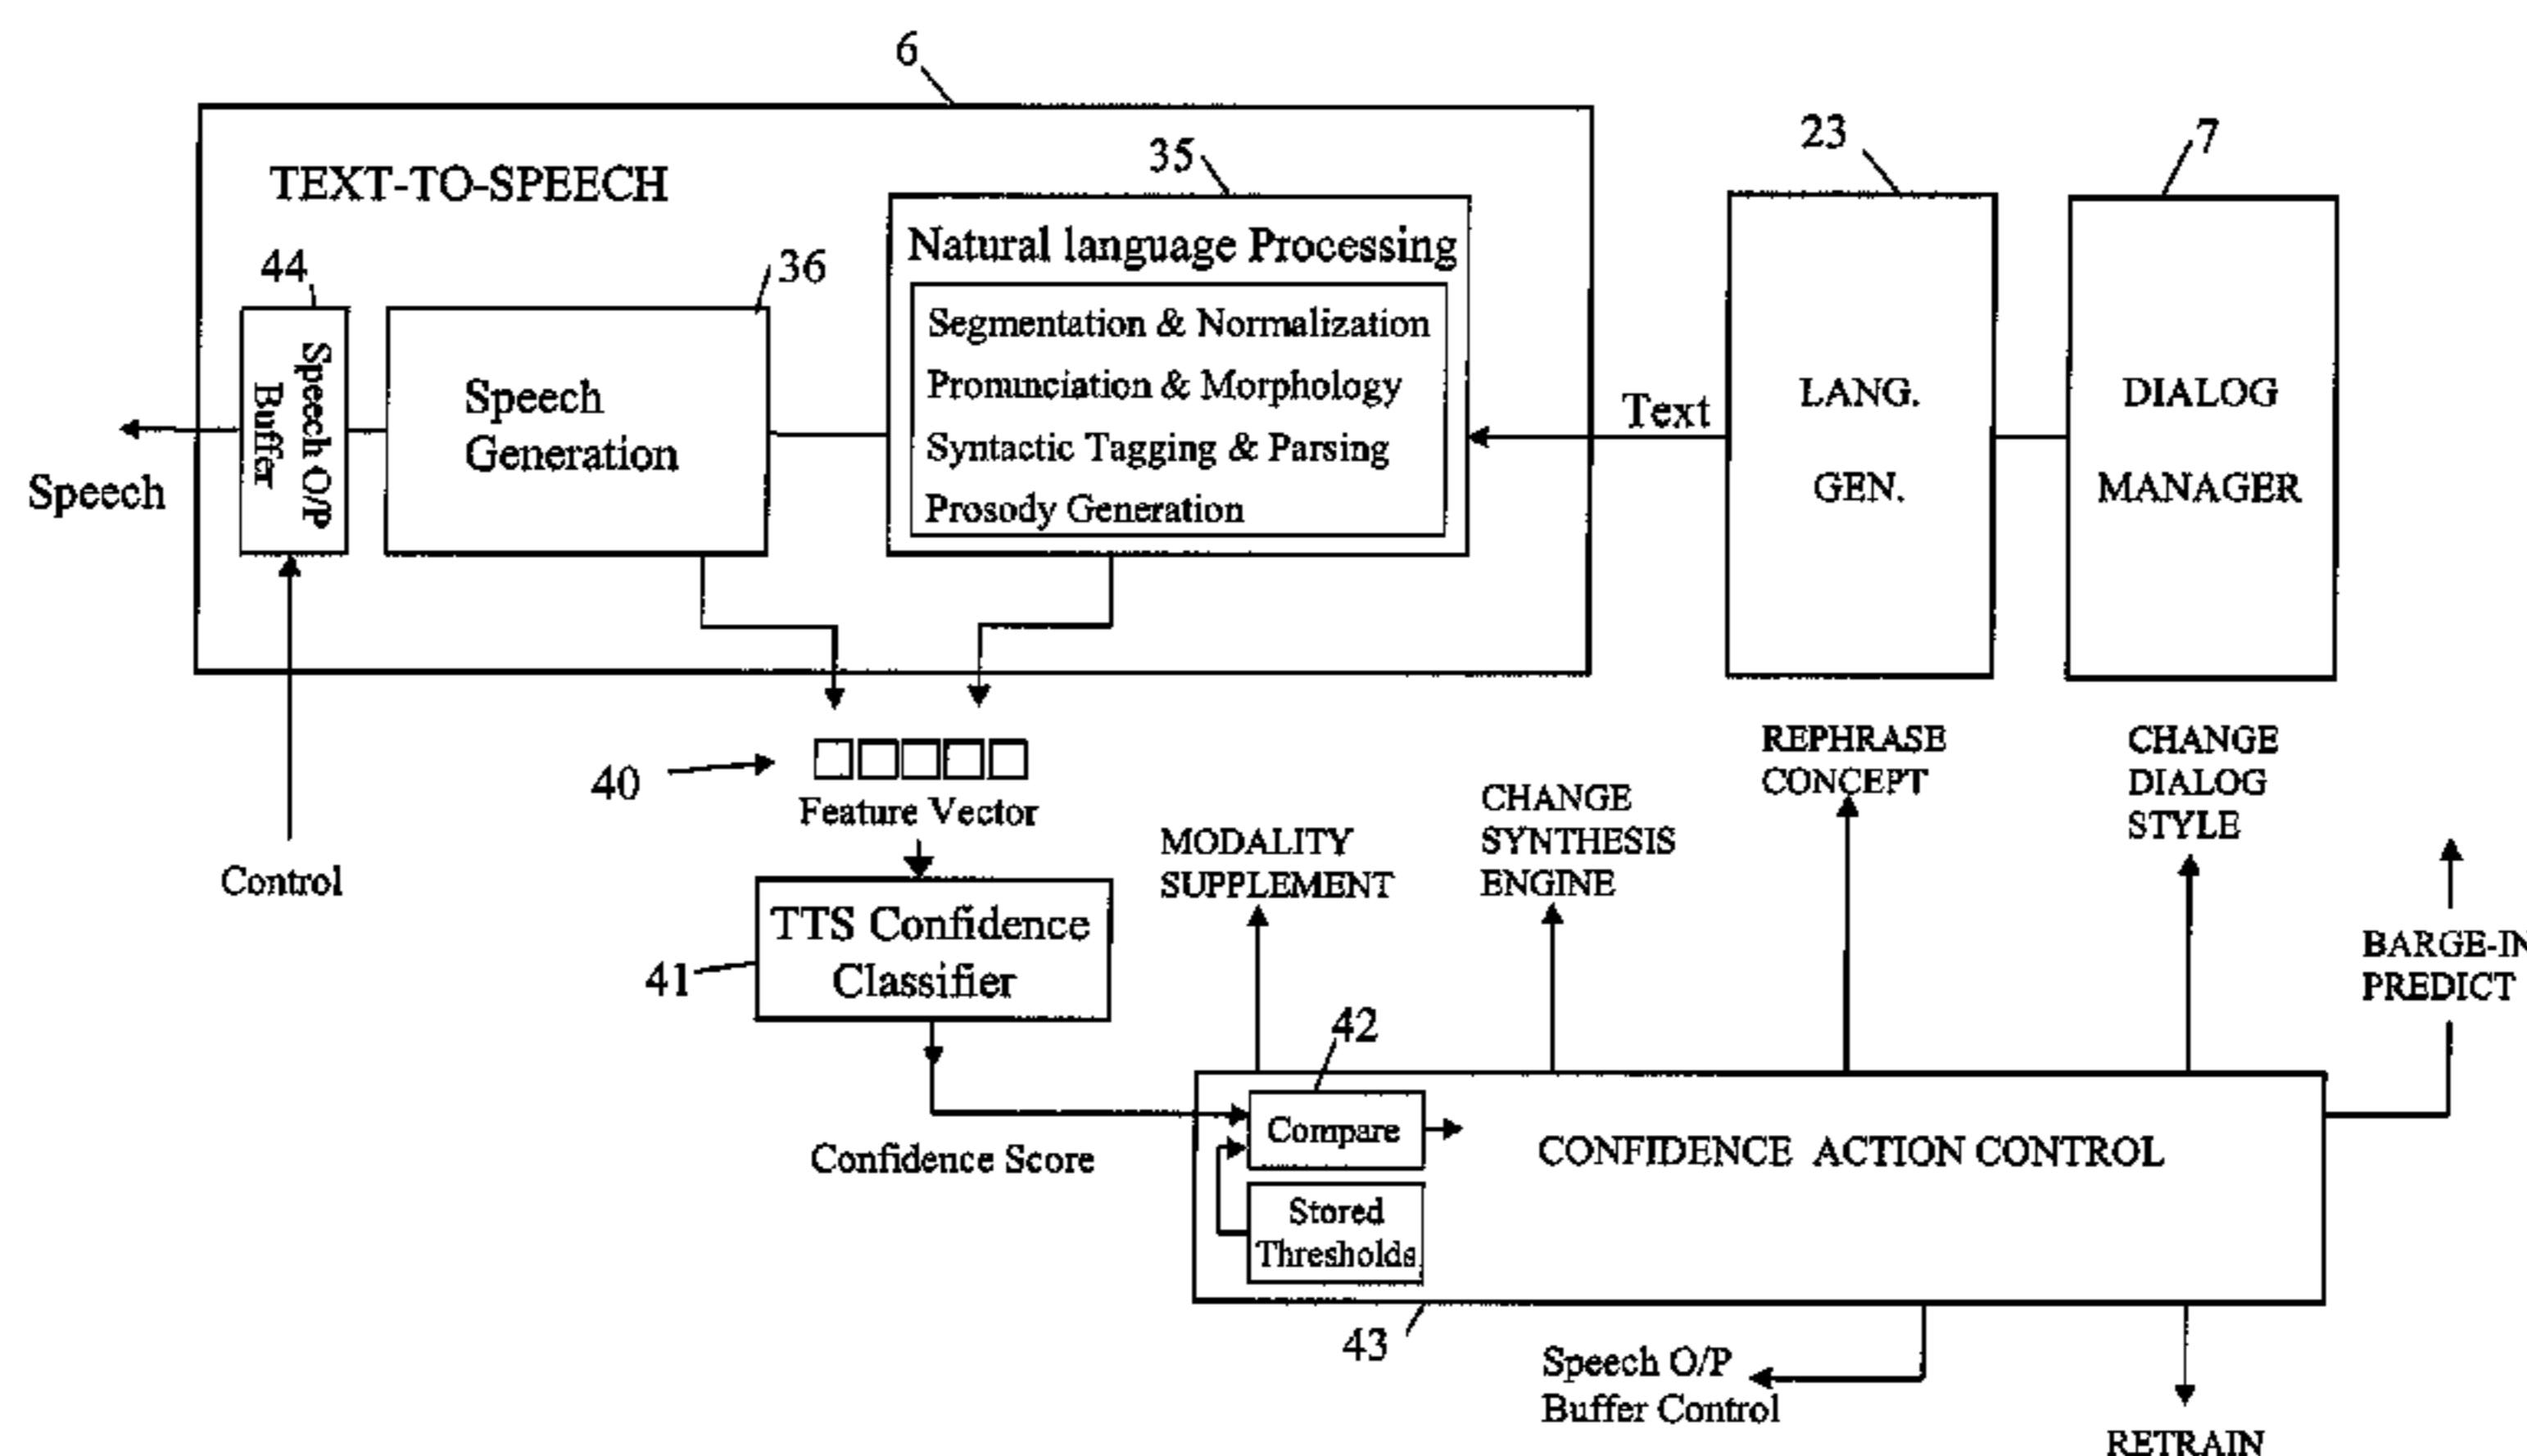 6
TEXT-TO-SPEECH
35
23
7
Natural language Processing
44
36
Segmentation & Normalization
Pronunciation & Morphology
Syntactic Tagging & Parsing
Prosody Generation
Speech O/P
Buffer
Speech
Generation
Text
LANG.
GEN.
DIALOG
MANAGER
Speech
40
Feature Vector
Control
REPHRASE
CONCEPT
CHANGE
DIALOG
STYLE
CHANGE
SYNTHESIS
ENGINE
MODALITY
SUPPLEMENT
BARGE-IN
PREDICT
TTS Confidence
Classifier
41
42
Compare
Confidence Score
CONFIDENCE ACTION CONTROL
Stored
Thresholds
43
Speech O/P
Buffer Control
RETRAIN